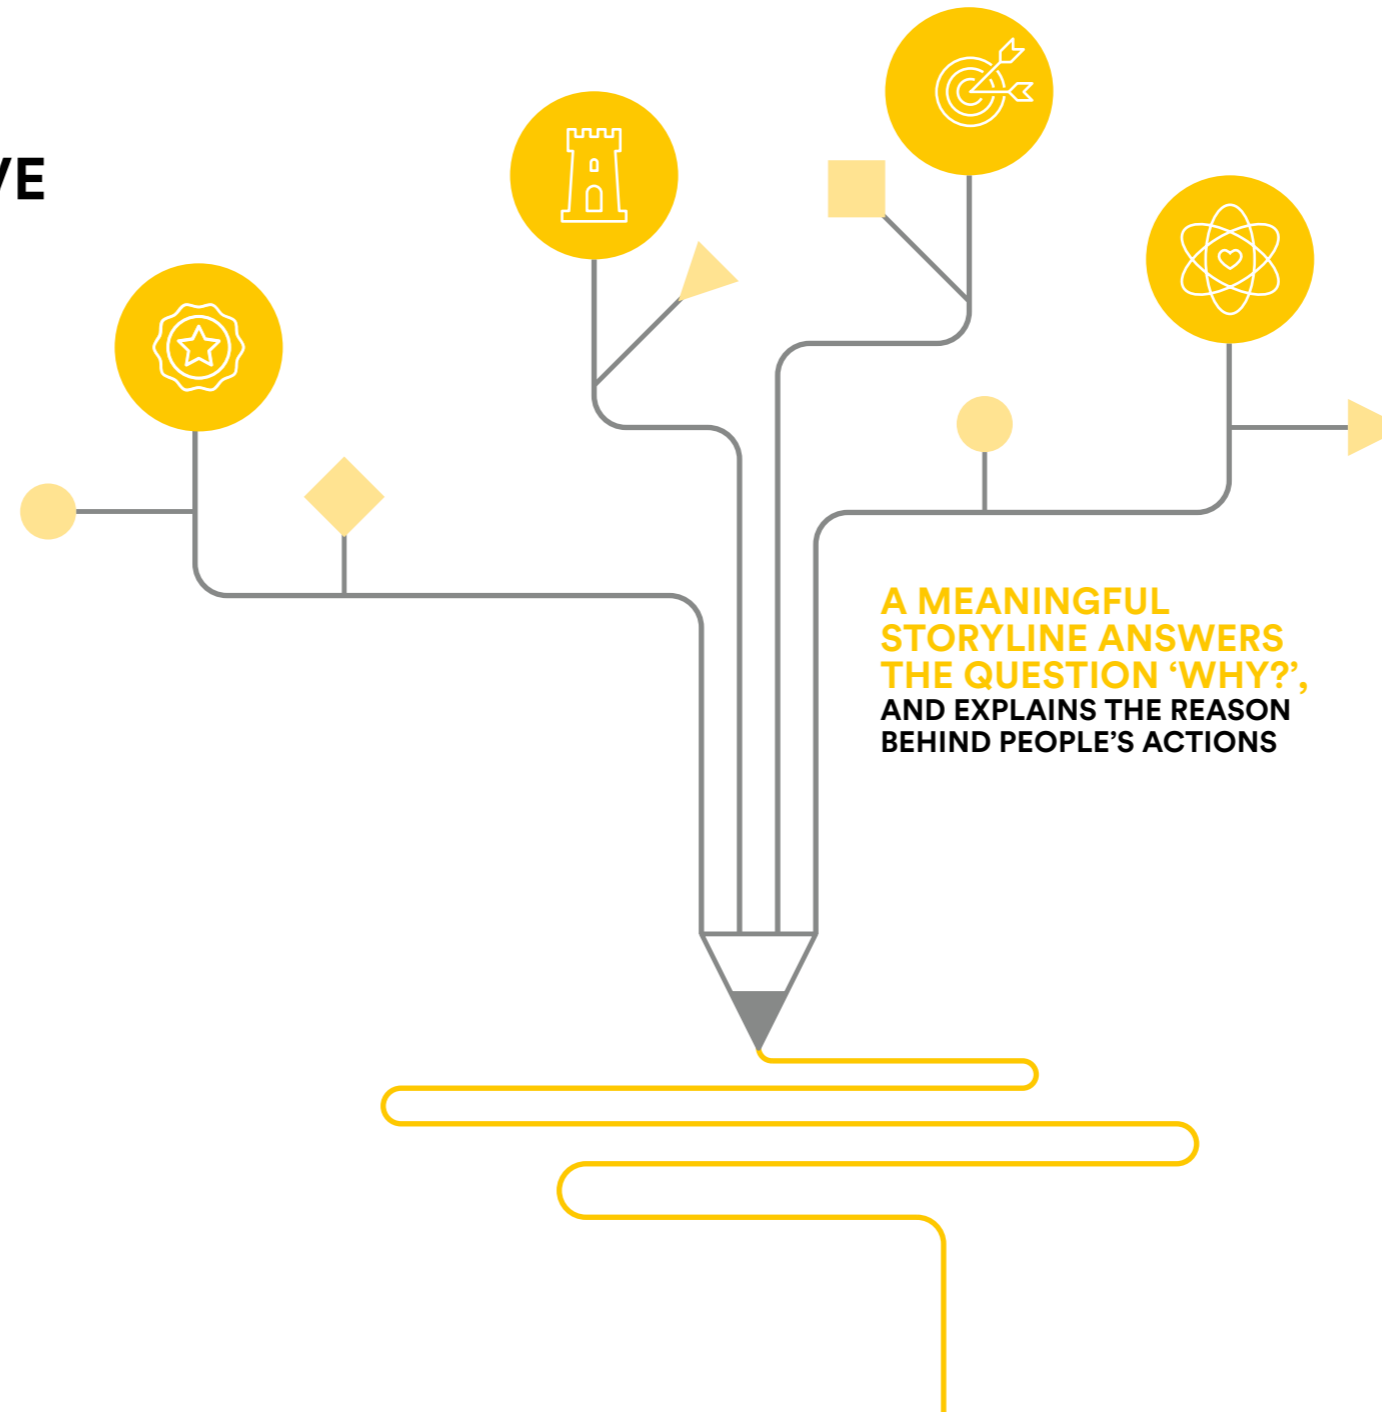 VE
A MEANINGFUL
STORYLINE ANSWERS
THE QUESTION ‘WHY?’,
AND EXPLAINS THE REASON
BEHIND PEOPLE’S ACTIONS